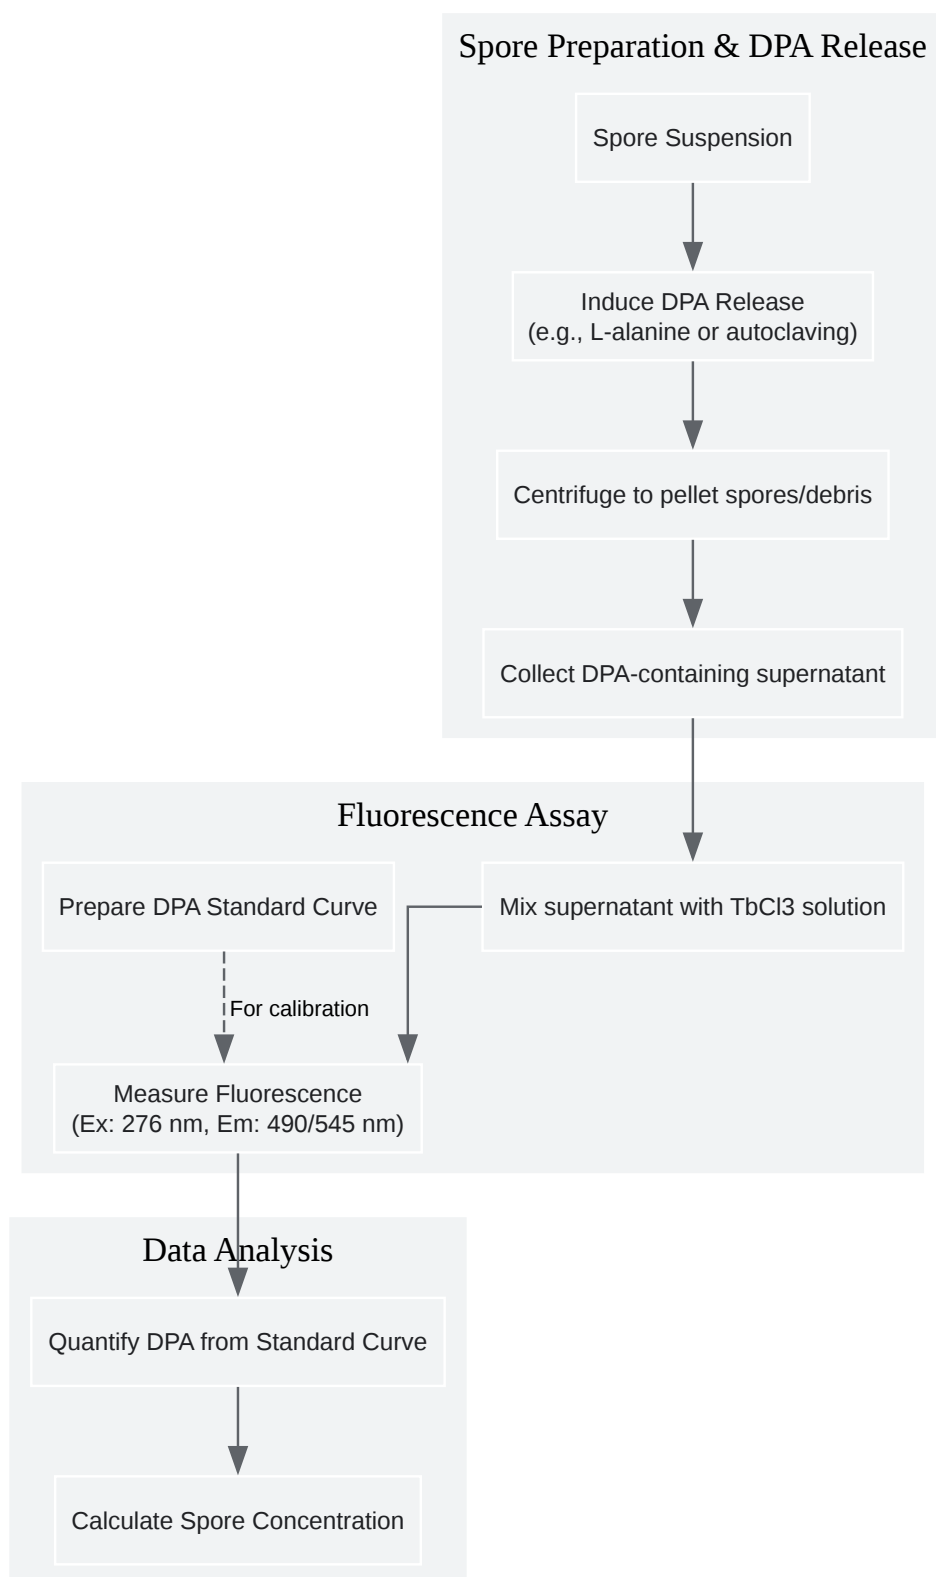 Spore Preparation & DPA Release
Spore Suspension
Induce DPA Release
(e.g., L-alanine or autoclaving)
Centrifuge to pellet spores/debris
Collect DPA-containing supernatant
Fluorescence Assay
Prepare DPA Standard Curve
Mix supernatant with TbCl3 solution
For calibration
Measure Fluorescence
(Ex: 276 nm, Em: 490/545 nm)
Data Analysis
Quantify DPA from Standard Curve
Calculate Spore Concentration